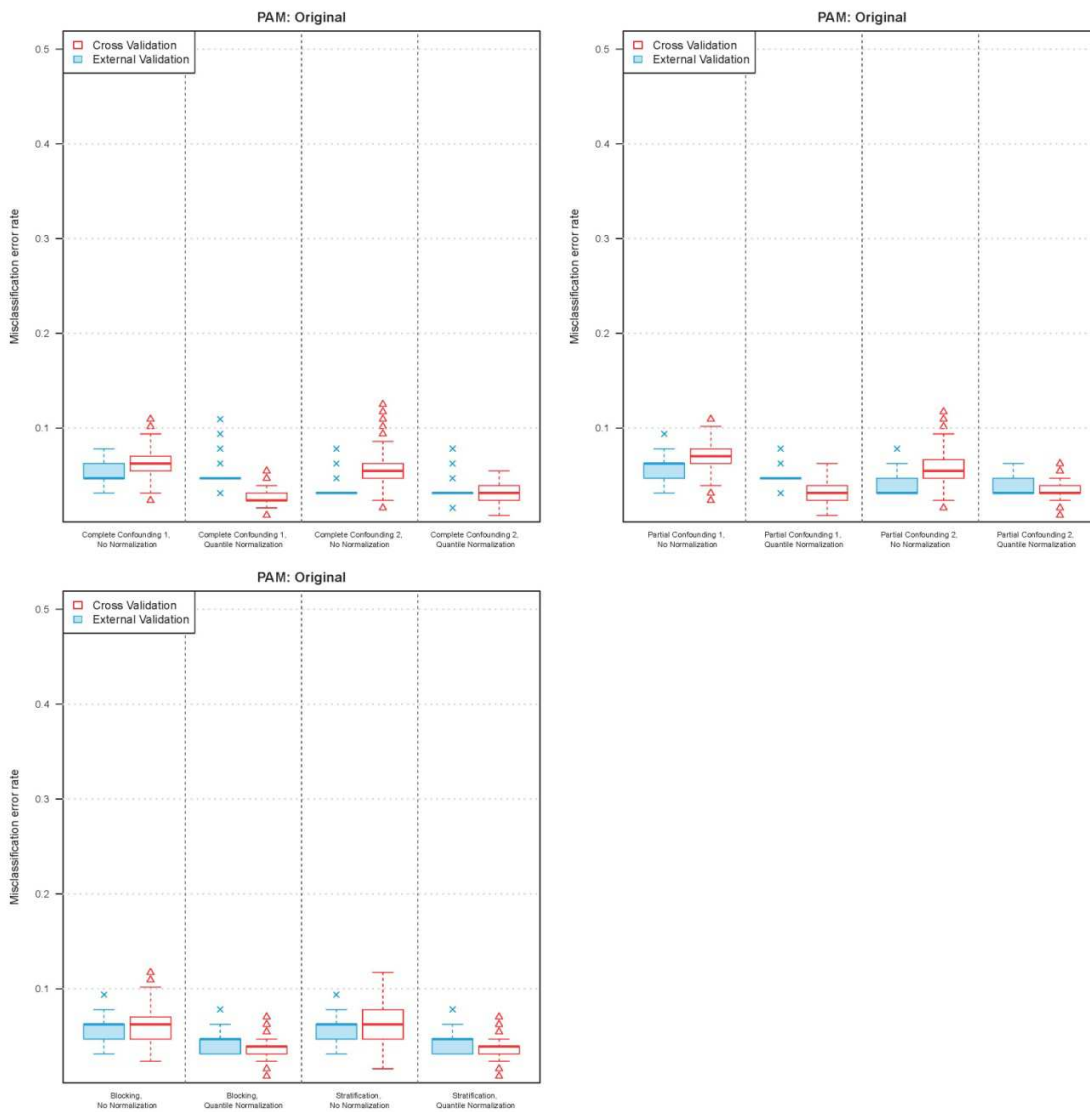 PAM: Original
Cross Validation
External Validation
0.5
0.4
0.3
0.2
0.1
Misclassification error rate
Complete Confounding 1,
No Normalization
Complete Confounding 1,
Quantile Normalization
Complete Confounding 2,
No Normalization
Complete Confounding 2,
Quantile Normalization
PAM: Original
Cross Validation
External Validation
0.5
0.4
0.3
0.2
0.1
Misclassification error rate
Partial Confounding 1,
No Normalization
Partial Confounding 1,
Quantile Normalization
Partial Confounding 2,
No Normalization
Partial Confounding 2,
Quantile Normalization
PAM: Original
Cross Validation
External Validation
0.5
0.4
0.3
0.2
0.1
Misclassification error rate
Blocking,
No Normalization
Blocking,
Quantile Normalization
Stratification,
No Normalization
Stratification,
Quantile Normalization